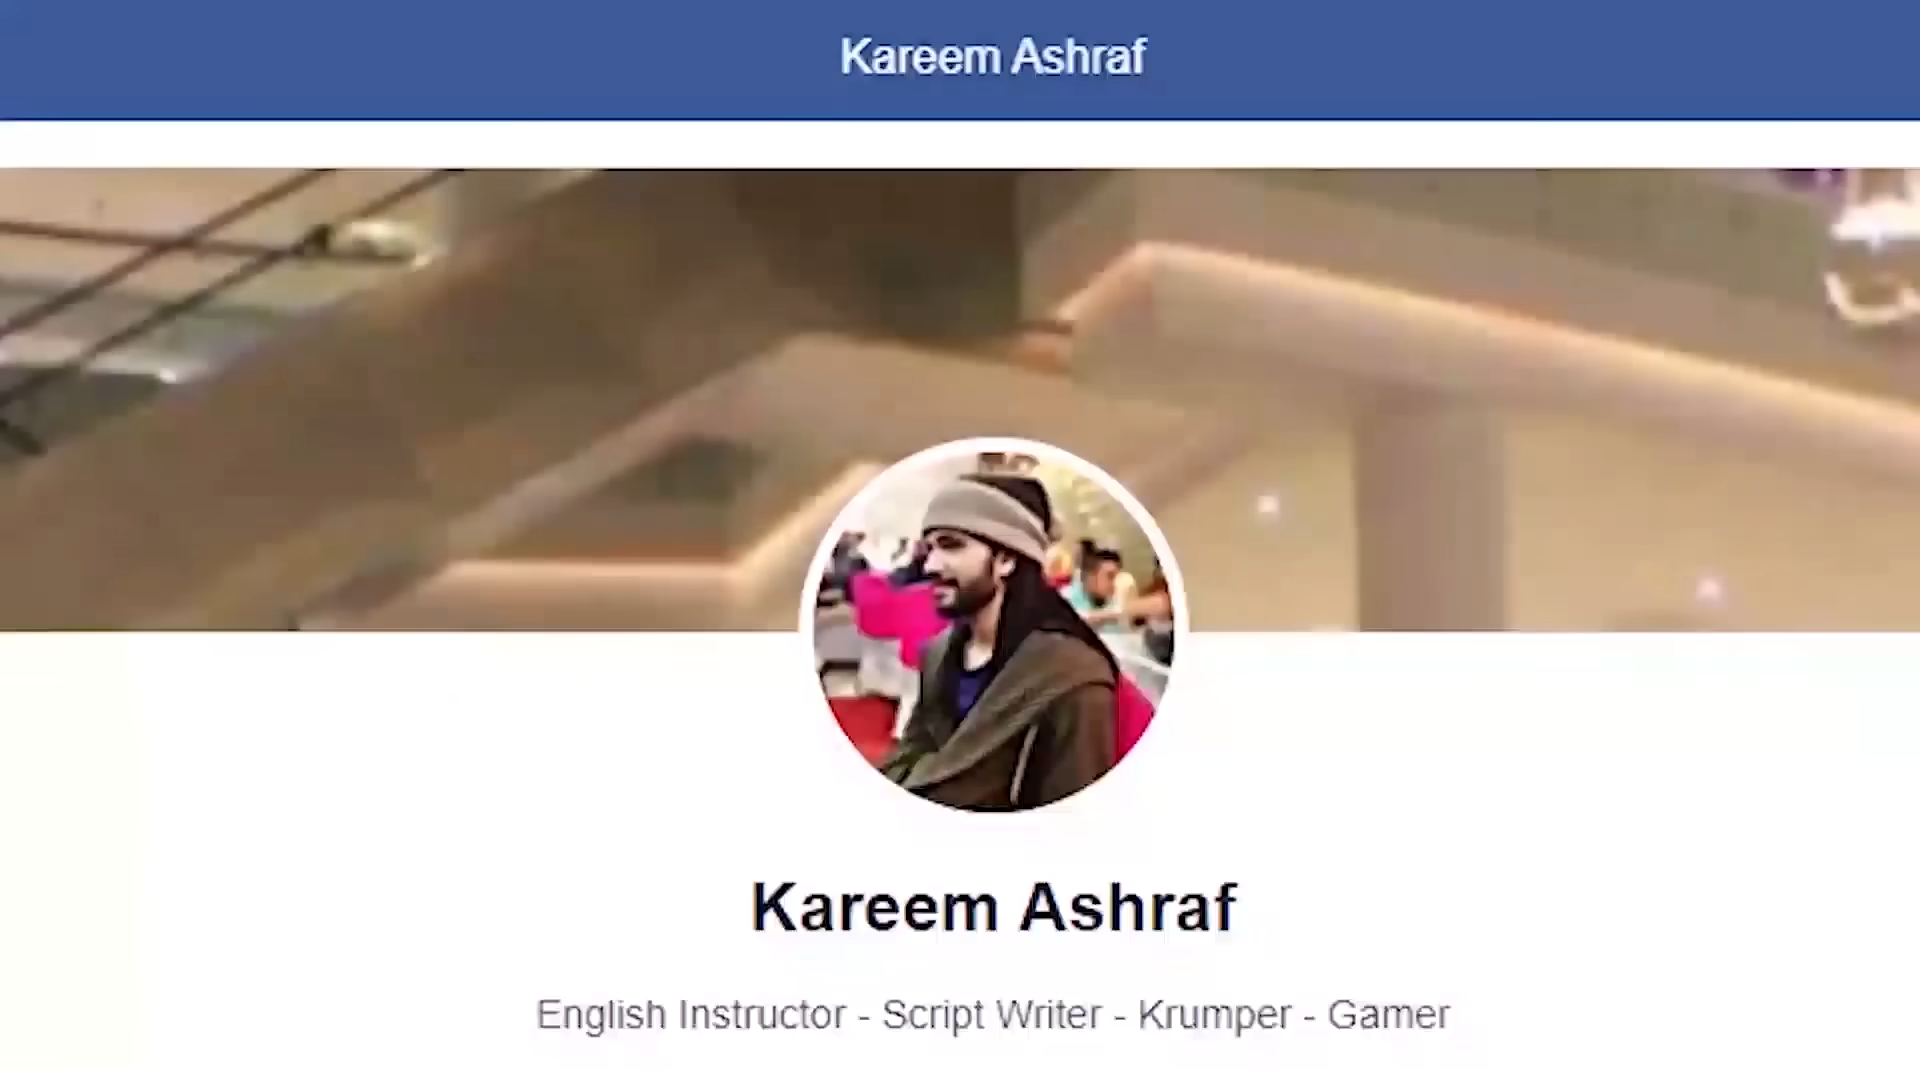 Kareem Ashraf
Kareem Ashraf
English Instructor - Script Writer - Krumper - Gamer